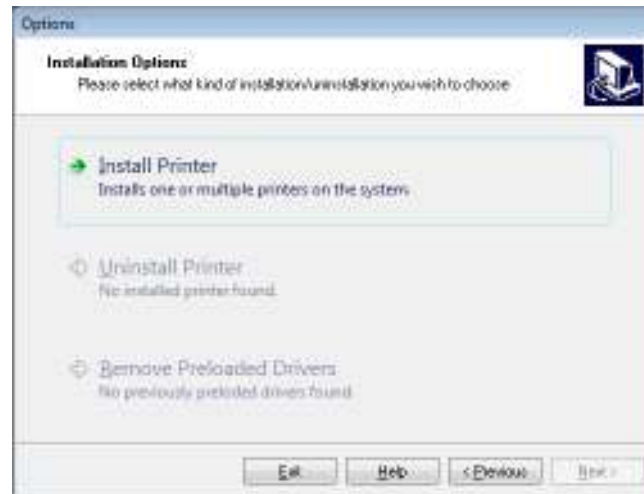 Options
Installation Options
Please select what kind of installation/uninstallation you wish to choose
Install Printer
Installs one or multiple printers on the system
Uninstall Printer
No installed printer found.
Remove Preloaded Drivers
No previously preloaded drivers found.
Exit
Help
< Previous
Next >